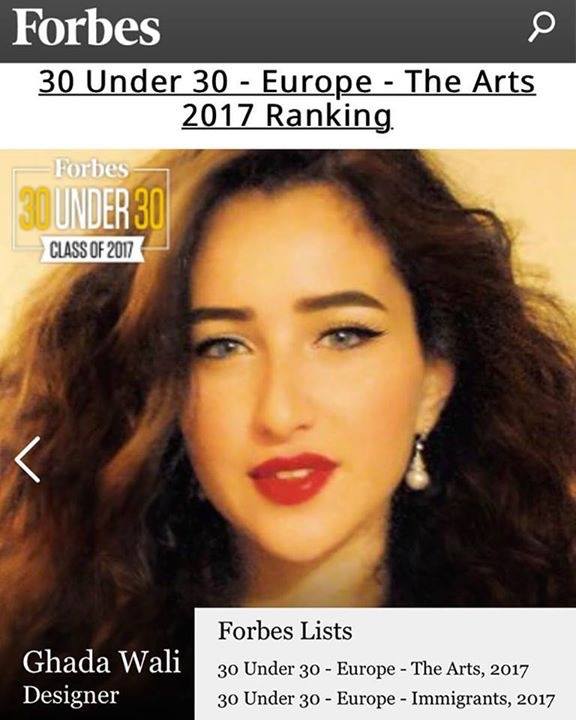 Forbes
30 Under 30 - Europe - The Arts
2017 Ranking
Forbes
30 UNDER 30
CLASS OF 2017
Ghada Wali
Designer
Forbes Lists
30 Under 30 - Europe - The Arts, 2017
30 Under 30 - Europe - Immigrants, 2017